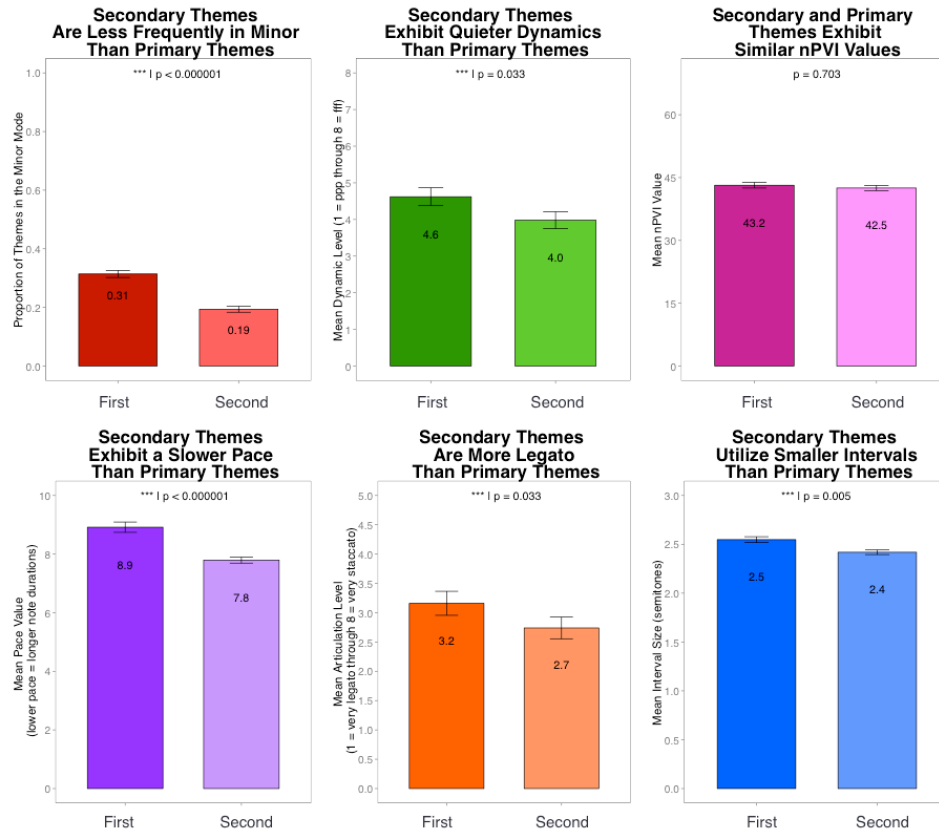 Secondary Themes
Are Less Frequently in Minor
Than Primary Themes
*** | p < 0.000001
Proportion of Themes in the Minor Mode
1.0
0.8
0.6
0.4
0.2
0.0
0.31
0.19
First
Second
Secondary Themes
Exhibit Quieter Dynamics
Than Primary Themes
*** | p = 0.033
Mean Dynamic Level (1 = ppp through 8 = fff)
8
7
6
5
4
3
2
1
0
4.6
4.0
First
Second
Secondary and Primary
Themes Exhibit
Similar nPVI Values
p = 0.703
Mean nPVI Value
60
45
30
15
0
43.2
42.5
First
Second
Secondary Themes
Exhibit a Slower Pace
Than Primary Themes
*** | p < 0.000001
Mean Pace Value
(lower pace = longer note durations)
10
8
6
4
2
0
8.9
7.8
First
Second
Secondary Themes
Are More Legato
Than Primary Themes
*** | p = 0.033
Mean Articulation Level
(1 = very legato through 8 = very staccato)
5.0
4.5
4.0
3.5
3.0
2.5
2.0
1.5
1.0
0.5
0.0
3.2
2.7
First
Second
Secondary Themes
Utilize Smaller Intervals
Than Primary Themes
*** | p = 0.005
Mean Interval Size (semitones)
3.0
2.5
2.0
1.5
1.0
0.5
0.0
2.5
2.4
First
Second